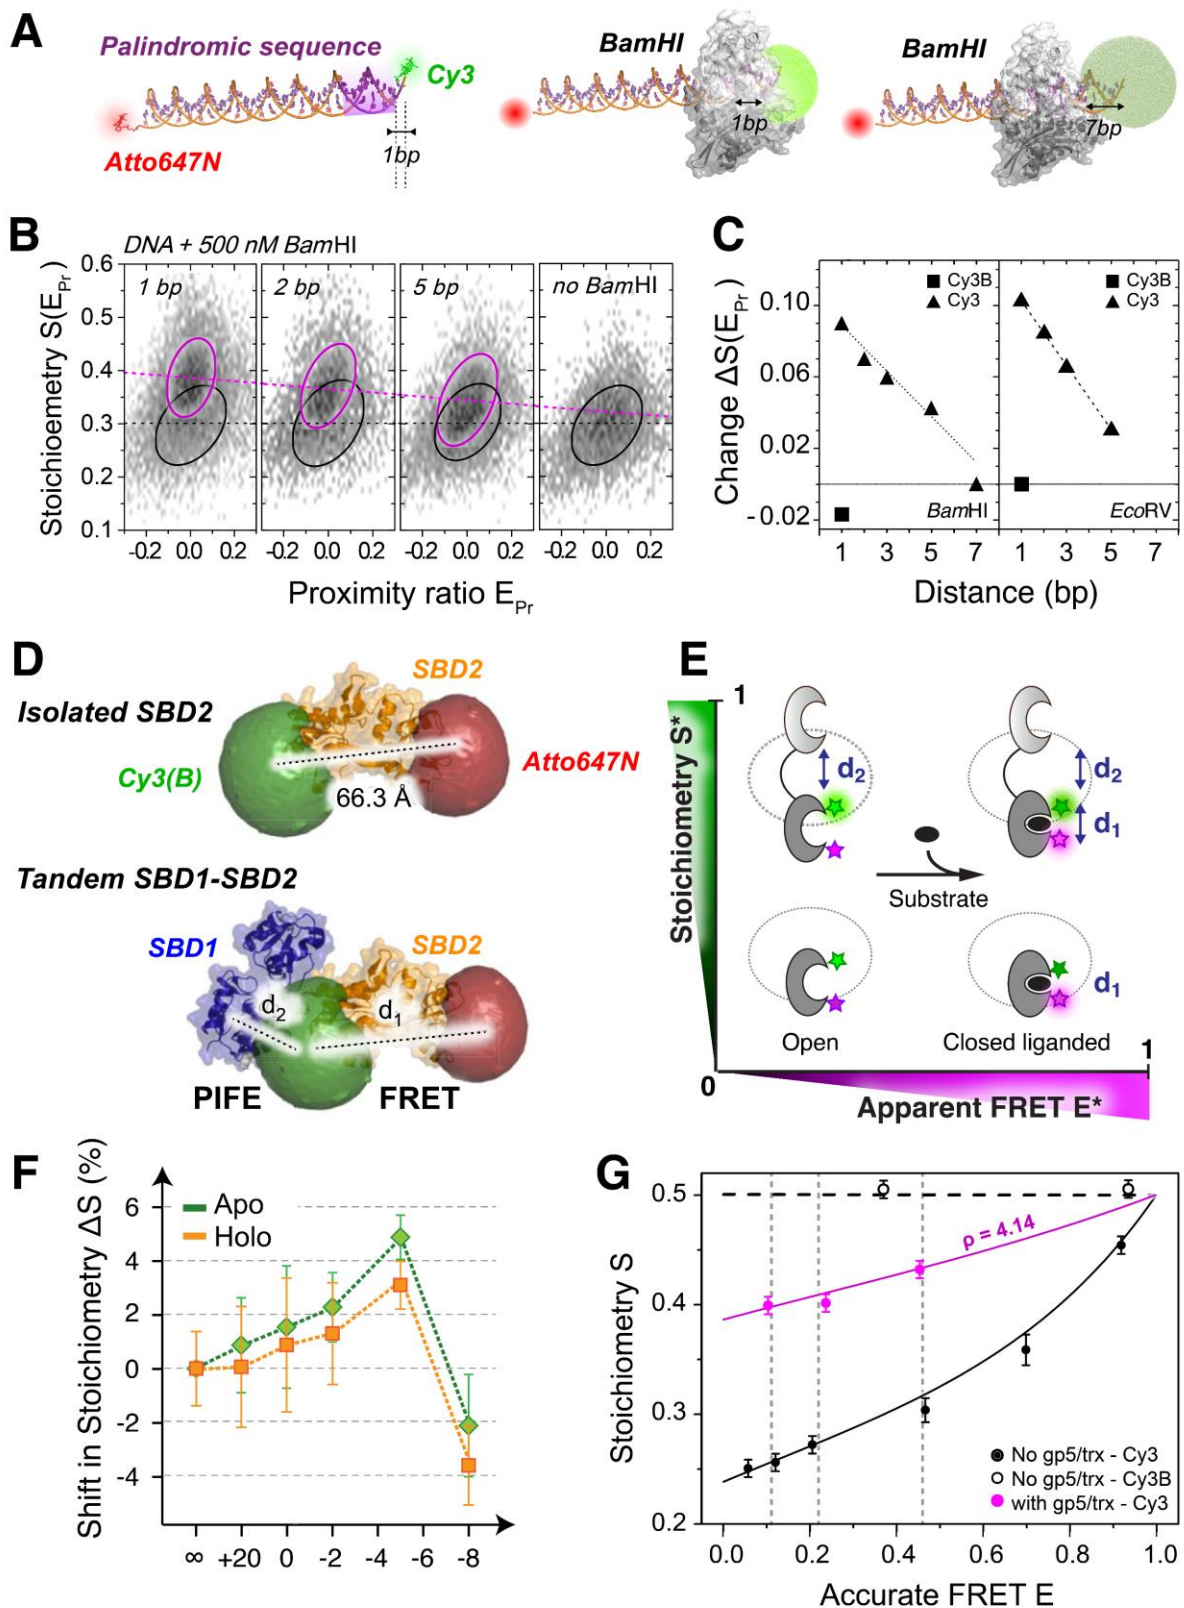 A
Palindromic sequence
Cy3
1bp
Atto647N
BamHI
1bp
BamHI
7bp
B
DNA + 500 nM BamHI
Stoichiometry S(E_Pr)
0.6
0.5
0.4
0.3
0.2
0.1
1 bp
2 bp
5 bp
no BamHI
-0.2 0.0 0.2
-0.2 0.0 0.2
-0.2 0.0 0.2
-0.2 0.0 0.2
Proximity ratio E_Pr
C
Change ΔS(E_Pr)
0.10
0.06
0.02
-0.02
Cy3B
Cy3
BamHI
Cy3B
Cy3
EcoRV
1 3 5 7
1 3 5 7
Distance (bp)
D
Isolated SBD2
SBD2
Cy3(B)
Atto647N
66.3 Å
Tandem SBD1-SBD2
SBD1
SBD2
d2
d1
PIFE
FRET
E
Stoichiometry S*
1
d2
d2
d1
Substrate
d1
Open
Closed liganded
0
1
Apparent FRET E*
F
Shift in Stoichiometry ΔS (%)
Apo
Holo
6
4
2
0
-2
-4
∞ +20 0 -2 -4 -6 -8
G
Stoichiometry S
0.5
0.4
0.3
0.2
ρ = 4.14
No gp5/trx - Cy3
No gp5/trx - Cy3B
with gp5/trx - Cy3
0.0 0.2 0.4 0.6 0.8 1.0
Accurate FRET E